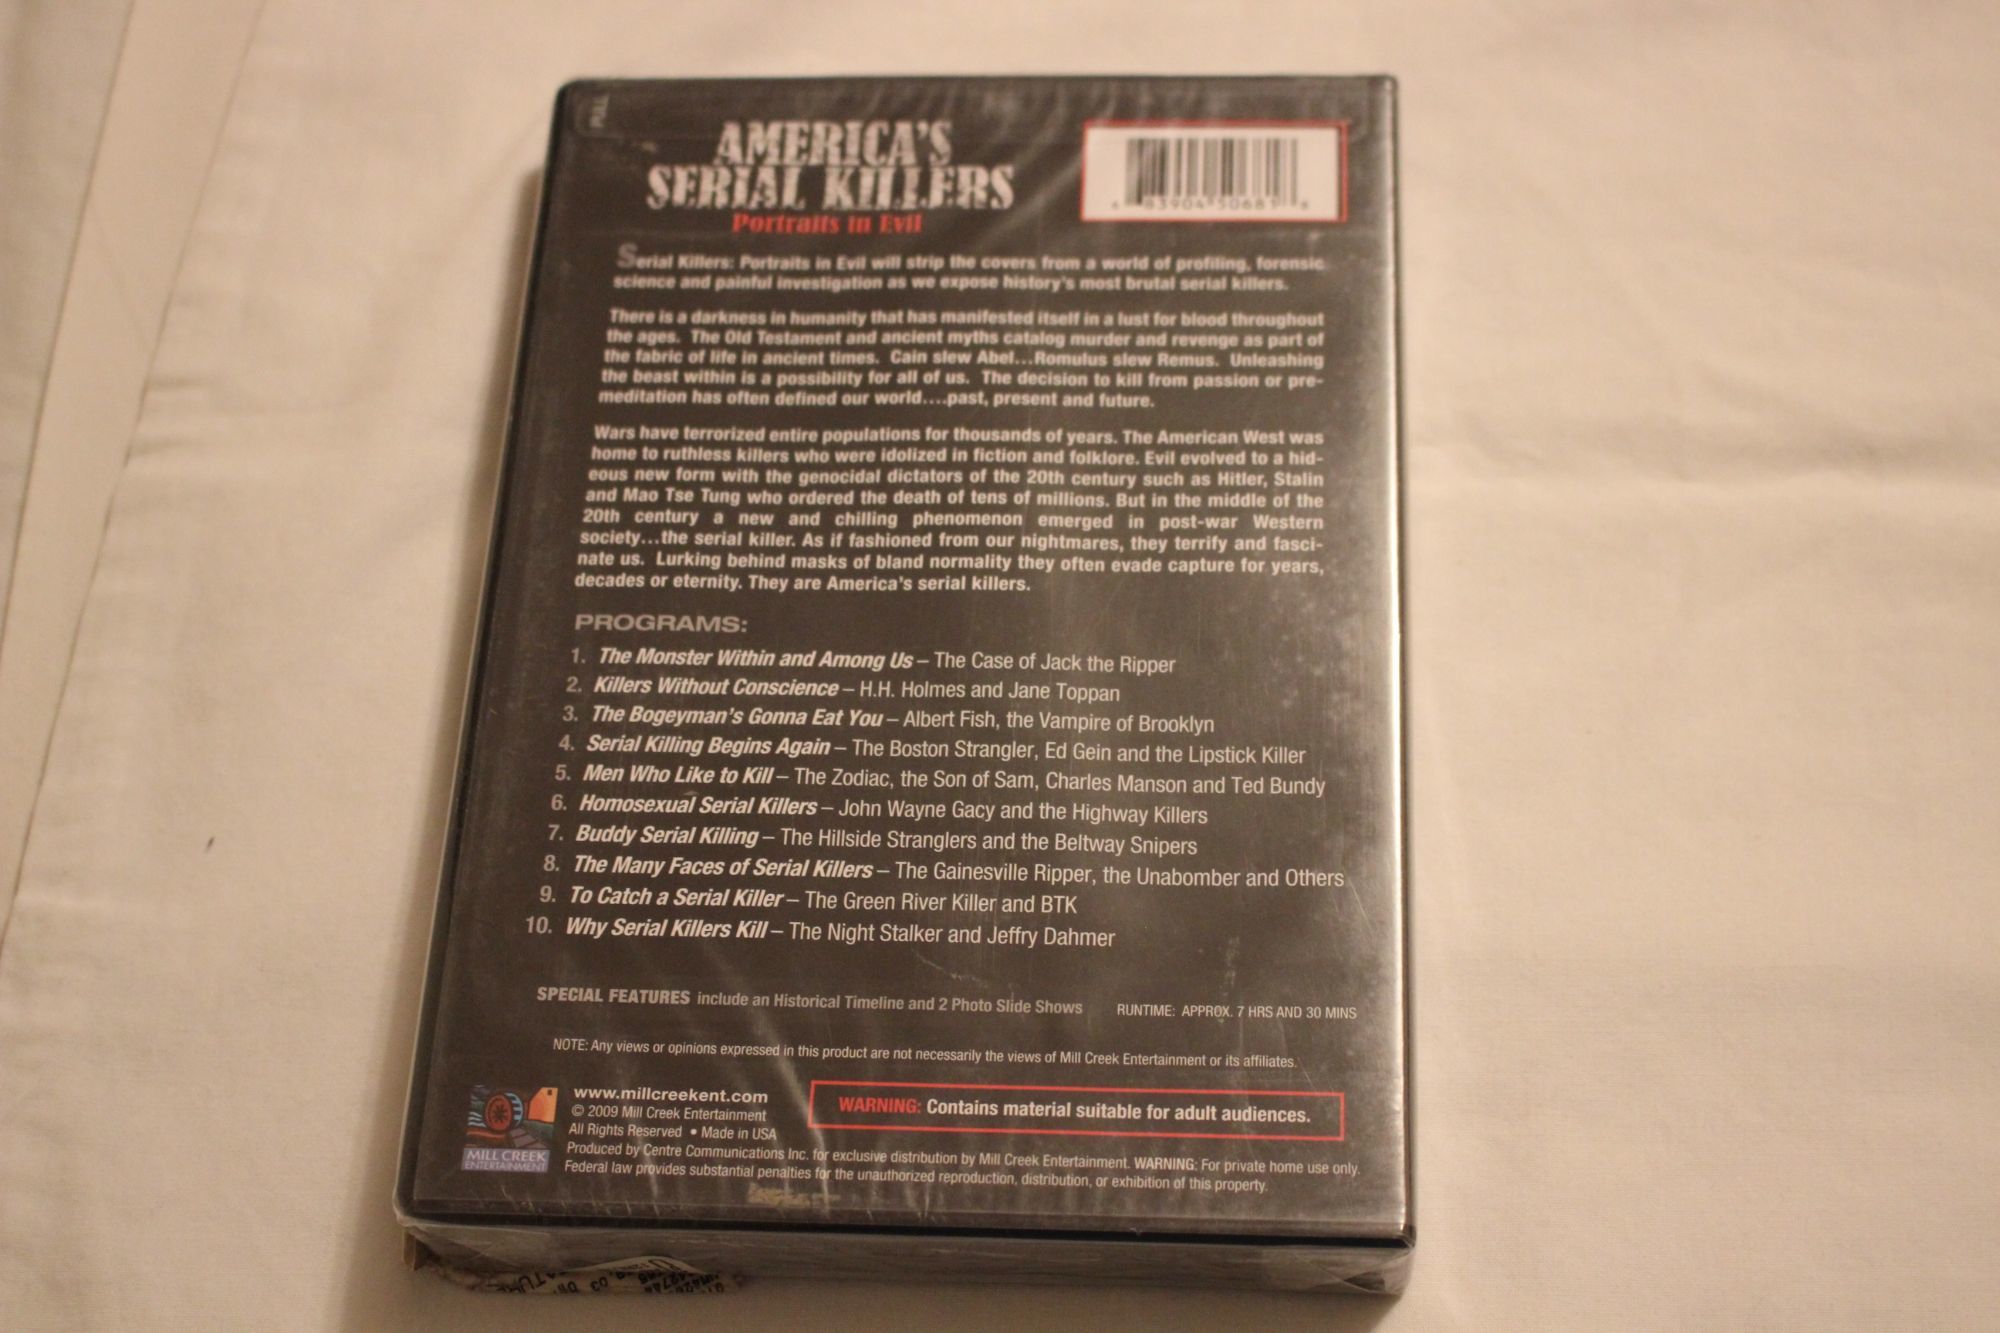 PULL
AMERICA'S
SERIAL KILLERS
Portraits in Evil
Serial Killers: Portraits in Evil will strip the covers from a world of profiling, forensic
science and painful investigation as we expose history's most brutal serial killers.
There is a darkness in humanity that has manifested itself in a lust for blood throughout
the ages. The Old Testament and ancient myths catalog murder and revenge as part of
the fabric of life in ancient times. Cain slew Abel...Romulus slew Remus. Unleashing
the beast within is a possibility for all of us. The decision to kill from passion or pre-
meditation has often defined our world....past, present and future.
Wars have terrorized entire populations for thousands of years. The American West was
home to ruthless killers who were idolized in fiction and folklore. Evil evolved to a hid-
eous new form with the genocidal dictators of the 20th century such as Hitler, Stalin
and Mao Tse Tung who ordered the death of tens of millions. But in the middle of the
20th century a new and chilling phenomenon emerged in post-war Western
society...the serial killer. As if fashioned from our nightmares, they terrify and fasci-
nate us. Lurking behind masks of bland normality they often evade capture for years,
decades or eternity. They are America's serial killers.
PROGRAMS:
1. The Monster Within and Among Us – The Case of Jack the Ripper
2. Killers Without Conscience – H.H. Holmes and Jane Toppan
3. The Bogeyman's Gonna Eat You – Albert Fish, the Vampire of Brooklyn
4. Serial Killing Begins Again – The Boston Strangler, Ed Gein and the Lipstick Killer
5. Men Who Like to Kill – The Zodiac, the Son of Sam, Charles Manson and Ted Bundy
6. Homosexual Serial Killers – John Wayne Gacy and the Highway Killers
7. Buddy Serial Killing – The Hillside Stranglers and the Beltway Snipers
8. The Many Faces of Serial Killers – The Gainesville Ripper, the Unabomber and Others
9. To Catch a Serial Killer – The Green River Killer and BTK
10. Why Serial Killers Kill – The Night Stalker and Jeffry Dahmer
SPECIAL FEATURES include an Historical Timeline and 2 Photo Slide Shows RUNTIME: APPROX. 7 HRS AND 30 MINS
NOTE: Any views or opinions expressed in this product are not necessarily the views of Mill Creek Entertainment or its affiliates.
MILL CREEK
ENTERTAINMENT
www.millcreekent.com
© 2009 Mill Creek Entertainment
All Rights Reserved • Made in USA
WARNING: Contains material suitable for adult audiences.
Produced by Centre Communications Inc. for exclusive distribution by Mill Creek Entertainment. WARNING: For private home use only.
Federal law provides substantial penalties for the unauthorized reproduction, distribution, or exhibition of this property.